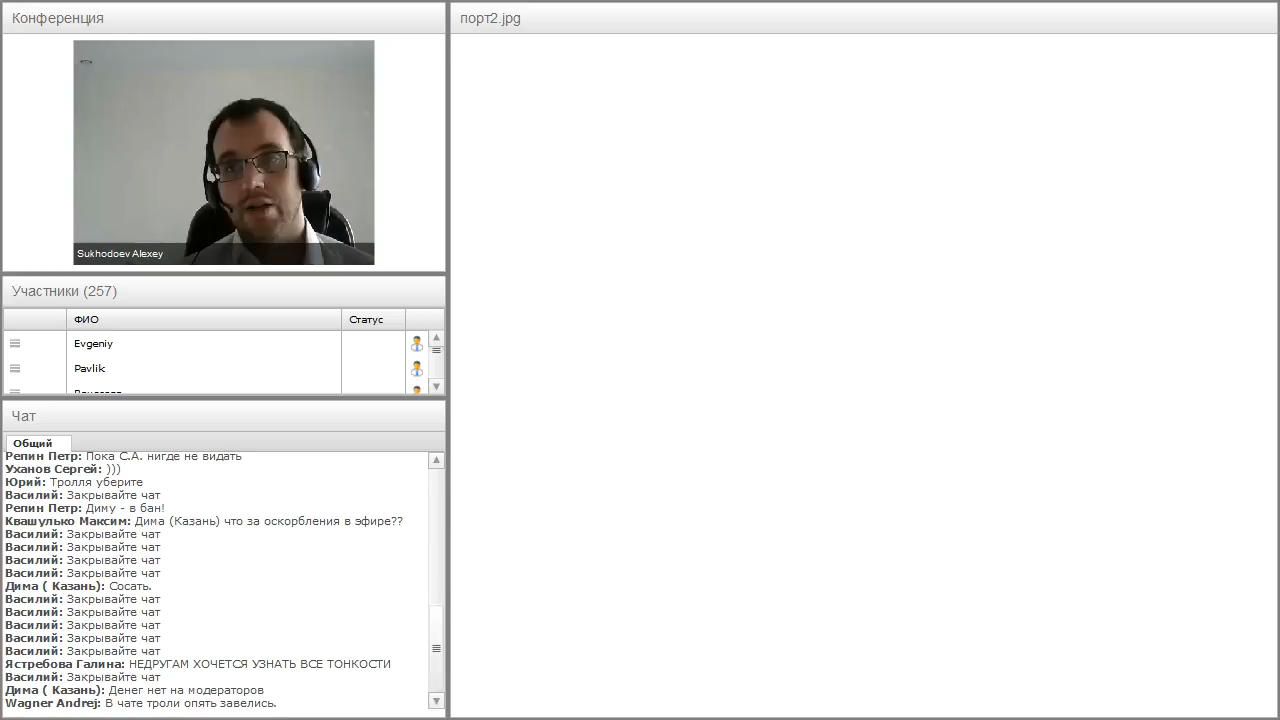 Конференция
Sukhodoev Alexey
Участники (257)
ФИО Статус
Evgeniy
Pavlik
Чат
Общий
Репин Петр: Пока С.А. нигде не видать
Уханов Сергей: )))
Юрий: Тролля уберите
Василий: Закрывайте чат
Репин Петр: Диму - в бан!
Квашулько Максим: Дима (Казань) что за оскорбления в эфире??
Василий: Закрывайте чат
Василий: Закрывайте чат
Василий: Закрывайте чат
Василий: Закрывайте чат
Дима ( Казань): Сосать.
Василий: Закрывайте чат
Василий: Закрывайте чат
Василий: Закрывайте чат
Василий: Закрывайте чат
Василий: Закрывайте чат
Ястребова Галина: НЕДРУГАМ ХОЧЕТСЯ УЗНАТЬ ВСЕ ТОНКОСТИ
Василий: Закрывайте чат
Дима ( Казань): Денег нет на модераторов
Wagner Andrej: В чате троли опять завелись.
порт2.jpg